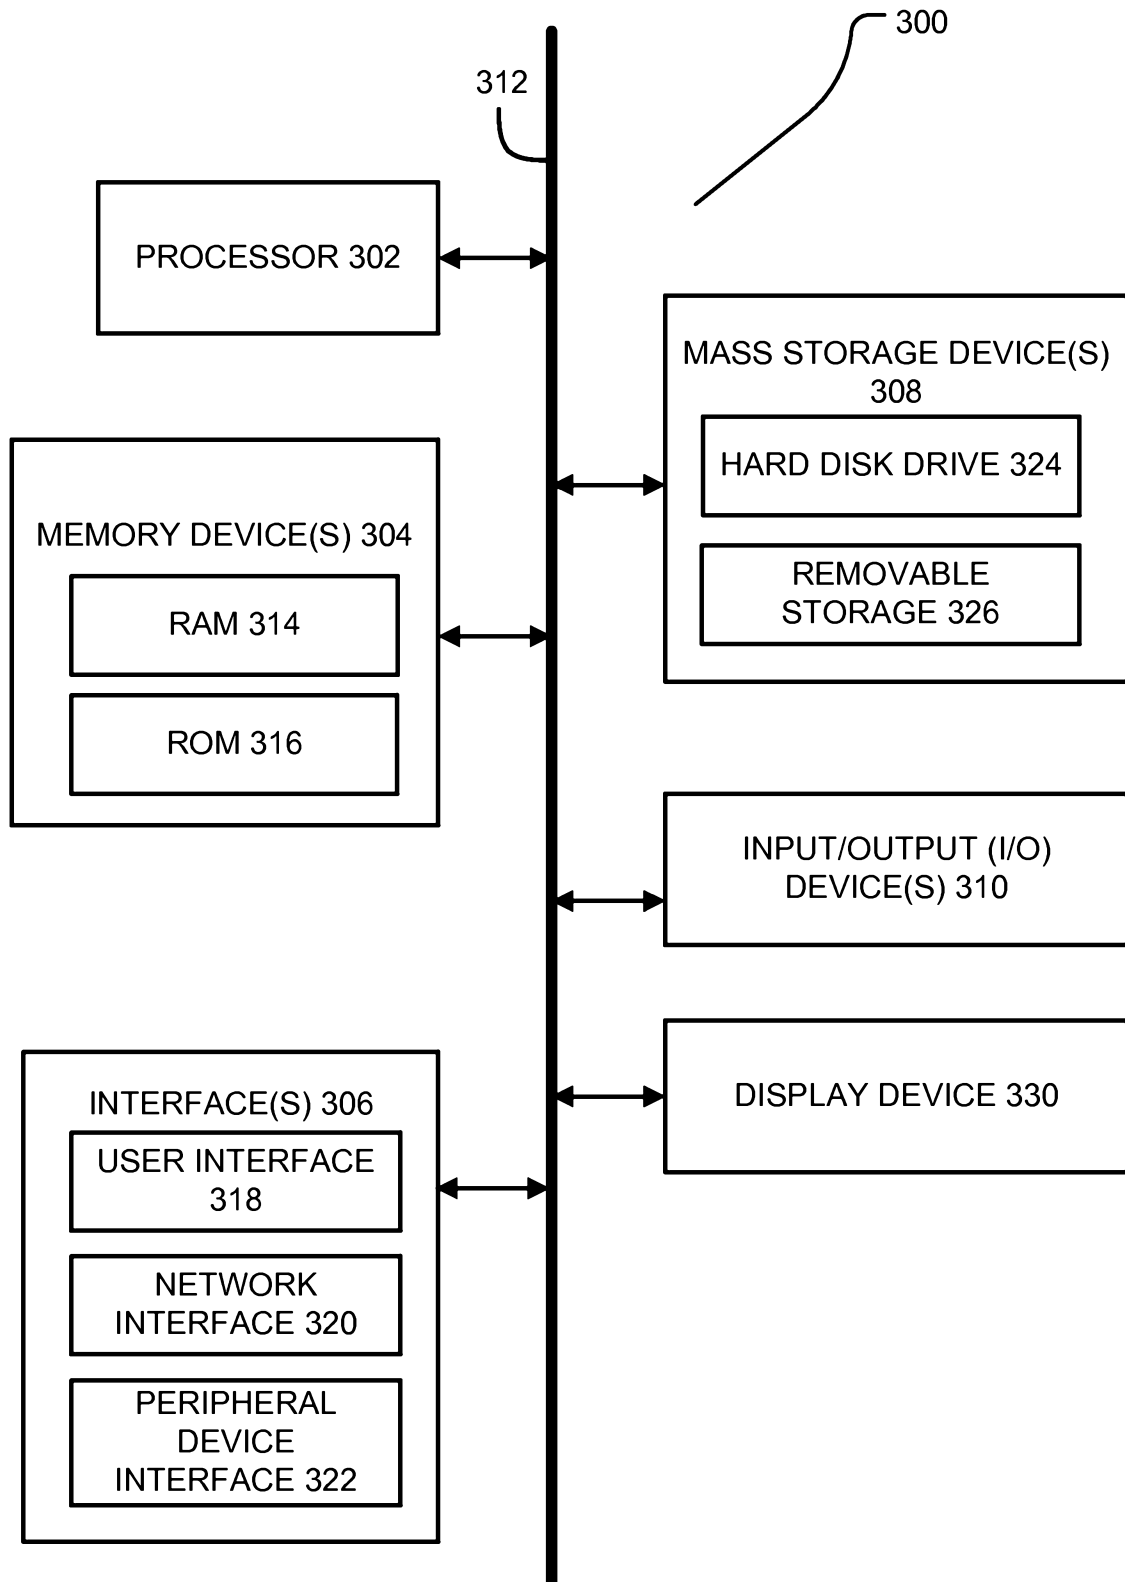 300
312
PROCESSOR 302
MASS STORAGE DEVICE(S)
308
HARD DISK DRIVE 324
REMOVABLE
STORAGE 326
MEMORY DEVICE(S) 304
RAM 314
ROM 316
INPUT/OUTPUT (I/O)
DEVICE(S) 310
DISPLAY DEVICE 330
INTERFACE(S) 306
USER INTERFACE
318
NETWORK
INTERFACE 320
PERIPHERAL
DEVICE
INTERFACE 322